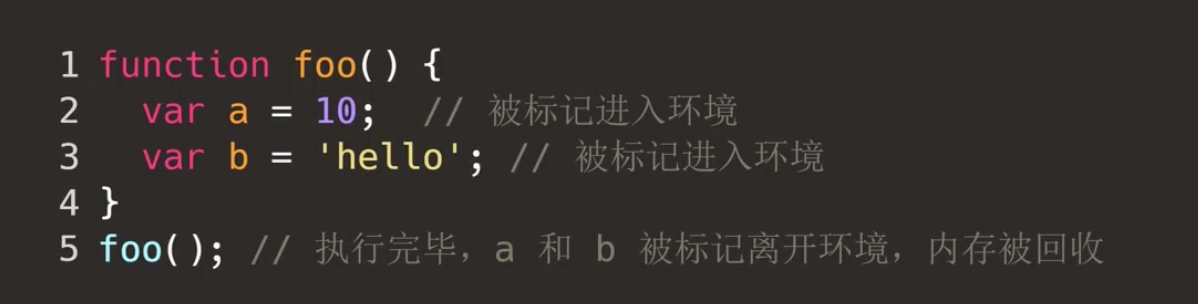 1 function foo() {
2   var a = 10;  // 被标记进入环境
3   var b = 'hello'; // 被标记进入环境
4 }
5 foo(); // 执行完毕，a 和 b 被标记离开环境，内存被回收